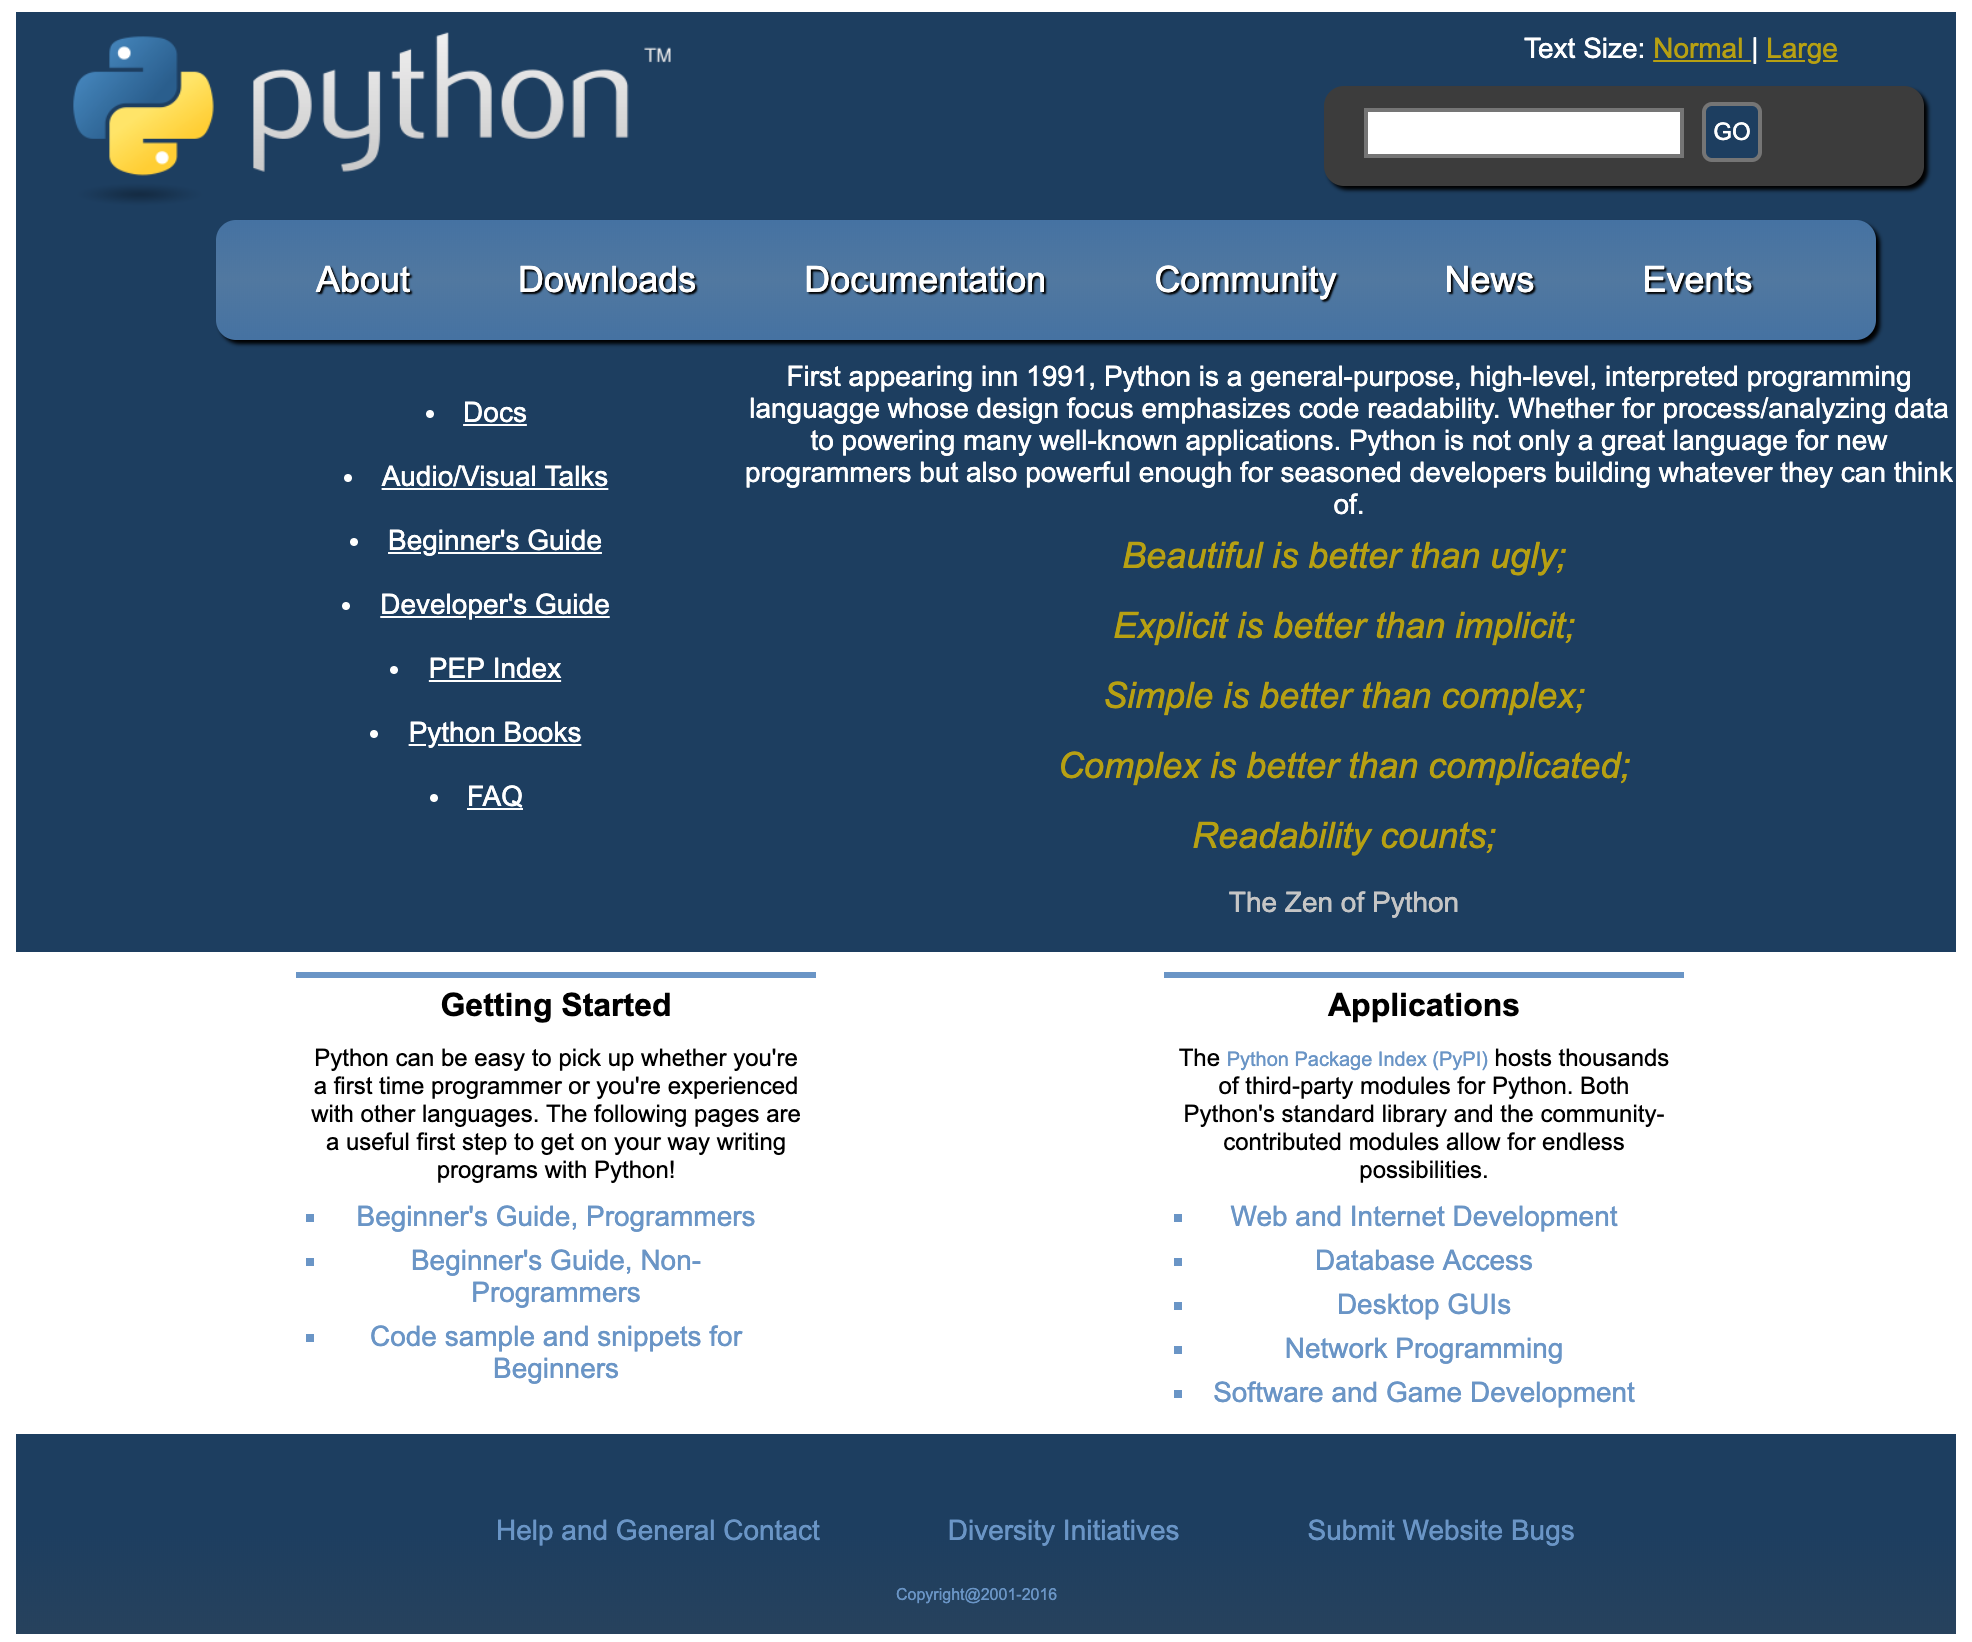 python ™
Text Size: Normal | Large
GO
About Downloads Documentation Community News Events
Docs
Audio/Visual Talks
Beginner's Guide
Developer's Guide
PEP Index
Python Books
FAQ
First appearing inn 1991, Python is a general-purpose, high-level, interpreted programming
languagge whose design focus emphasizes code readability. Whether for process/analyzing data
to powering many well-known applications. Python is not only a great language for new
programmers but also powerful enough for seasoned developers building whatever they can think
of.
Beautiful is better than ugly;
Explicit is better than implicit;
Simple is better than complex;
Complex is better than complicated;
Readability counts;
The Zen of Python
Getting Started
Python can be easy to pick up whether you're
a first time programmer or you're experienced
with other languages. The following pages are
a useful first step to get on your way writing
programs with Python!
Beginner's Guide, Programmers
Beginner's Guide, Non-
Programmers
Code sample and snippets for
Beginners
Applications
The Python Package Index (PyPI) hosts thousands
of third-party modules for Python. Both
Python's standard library and the community-
contributed modules allow for endless
possibilities.
Web and Internet Development
Database Access
Desktop GUIs
Network Programming
Software and Game Development
Help and General Contact Diversity Initiatives Submit Website Bugs
Copyright@2001-2016